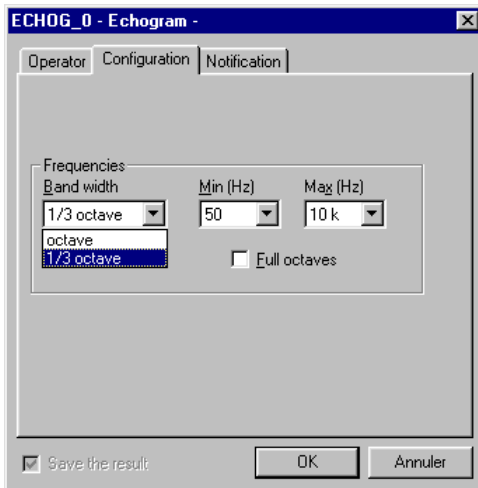 ECHOG_0 - Echogram -
Operator Configuration Notification
Frequencies
Band width Min (Hz) Max (Hz)
1/3 octave 50 10 k
octave
1/3 octave Full octaves
Save the result OK Annuler